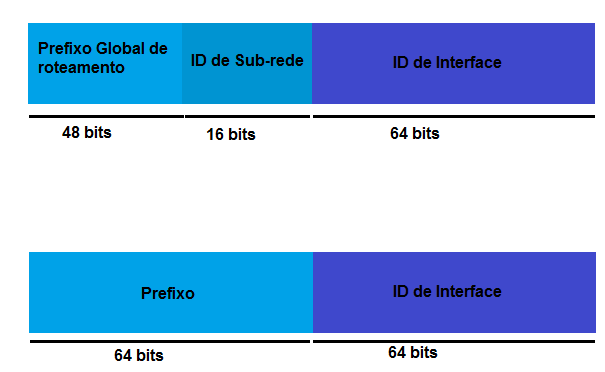 Prefixo Global de
roteamento
ID de Sub-rede
ID de Interface
48 bits
16 bits
64 bits
Prefixo
ID de Interface
64 bits
64 bits